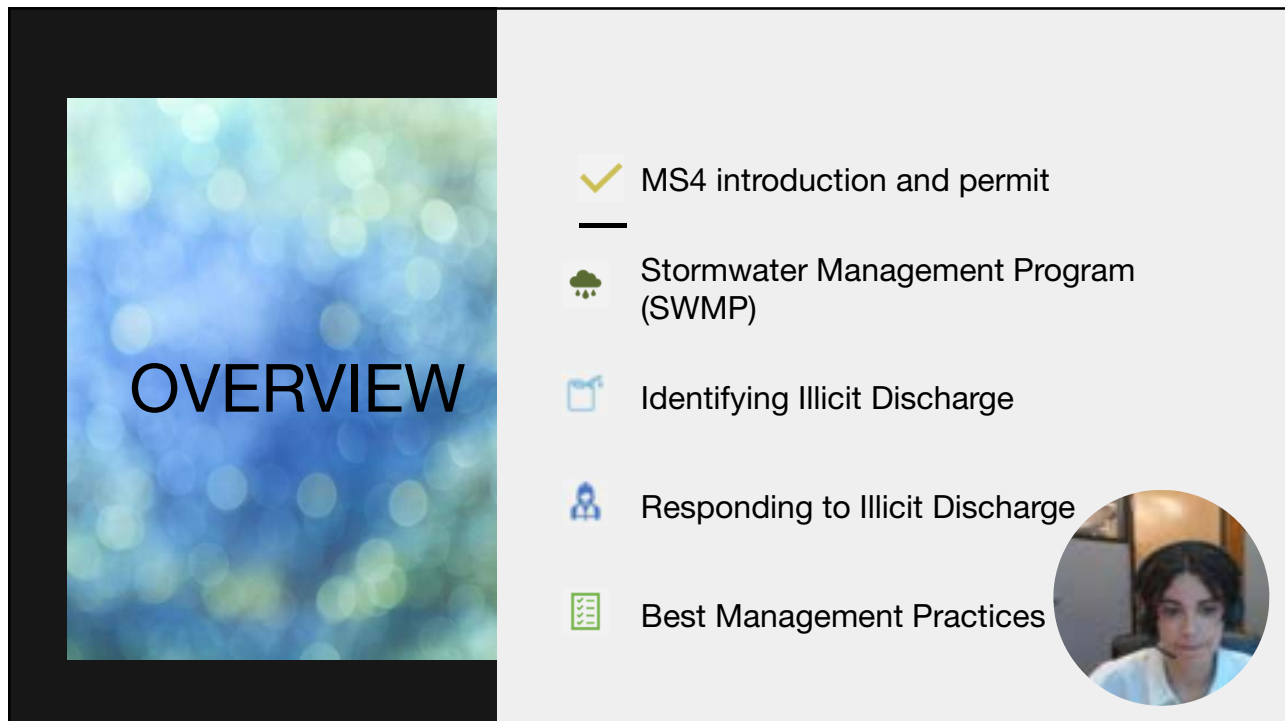 OVERVIEW
MS4 introduction and permit
Stormwater Management Program
(SWMP)
Identifying Illicit Discharge
Responding to Illicit Discharge
Best Management Practices